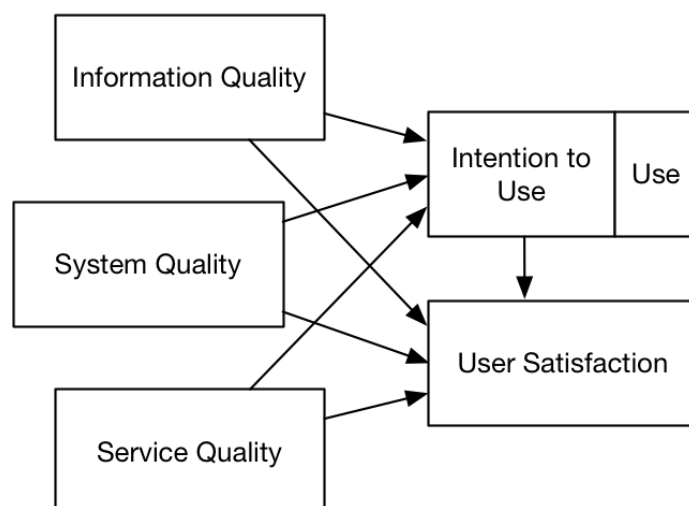 Information Quality
Intention to
Use
Use
System Quality
User Satisfaction
Service Quality